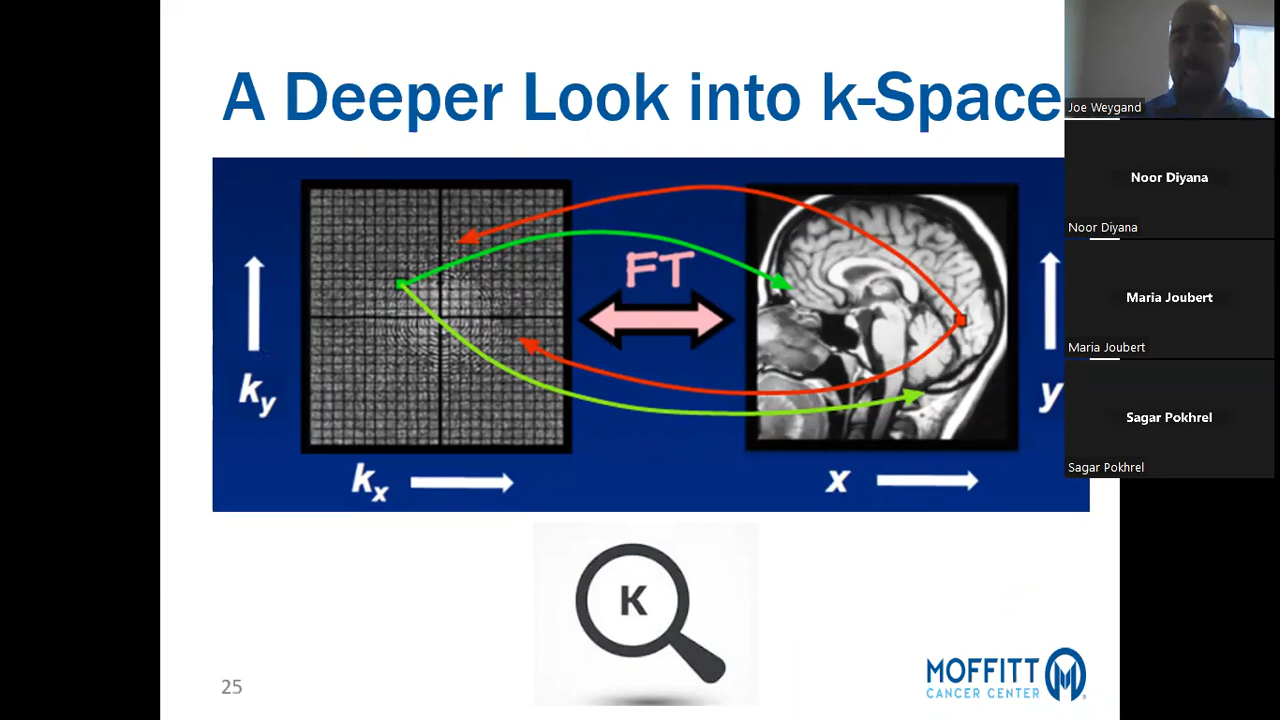 A Deeper Look into k-Space
FT
ky
kx
x
y
K
25
MOFFITT
CANCER CENTER
Joe Weygand
Noor Diyana
Noor Diyana
Maria Joubert
Maria Joubert
Sagar Pokhrel
Sagar Pokhrel